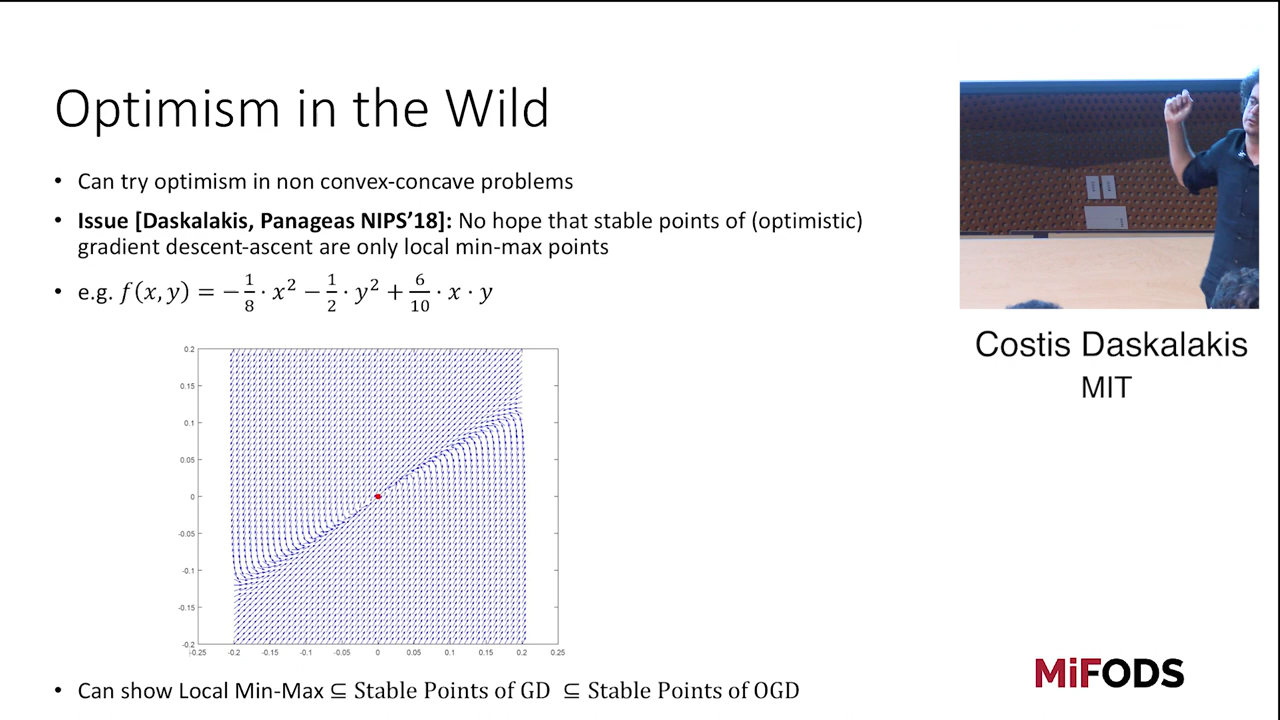 Optimism in the Wild
• Can try optimism in non convex-concave problems
• Issue [Daskalakis, Panageas NIPS’18]: No hope that stable points of (optimistic)
gradient descent-ascent are only local min-max points
• e.g. f(x, y) = −1/8 · x² − 1/2 · y² + 6/10 · x · y
0.2
0.15
0.1
0.05
0
-0.05
-0.1
-0.15
-0.2
-0.25 -0.2 -0.15 -0.1 -0.05 0 0.05 0.1 0.15 0.2 0.25
• Can show Local Min-Max ⊆ Stable Points of GD ⊆ Stable Points of OGD
Costis Daskalakis
MIT
MiFODS